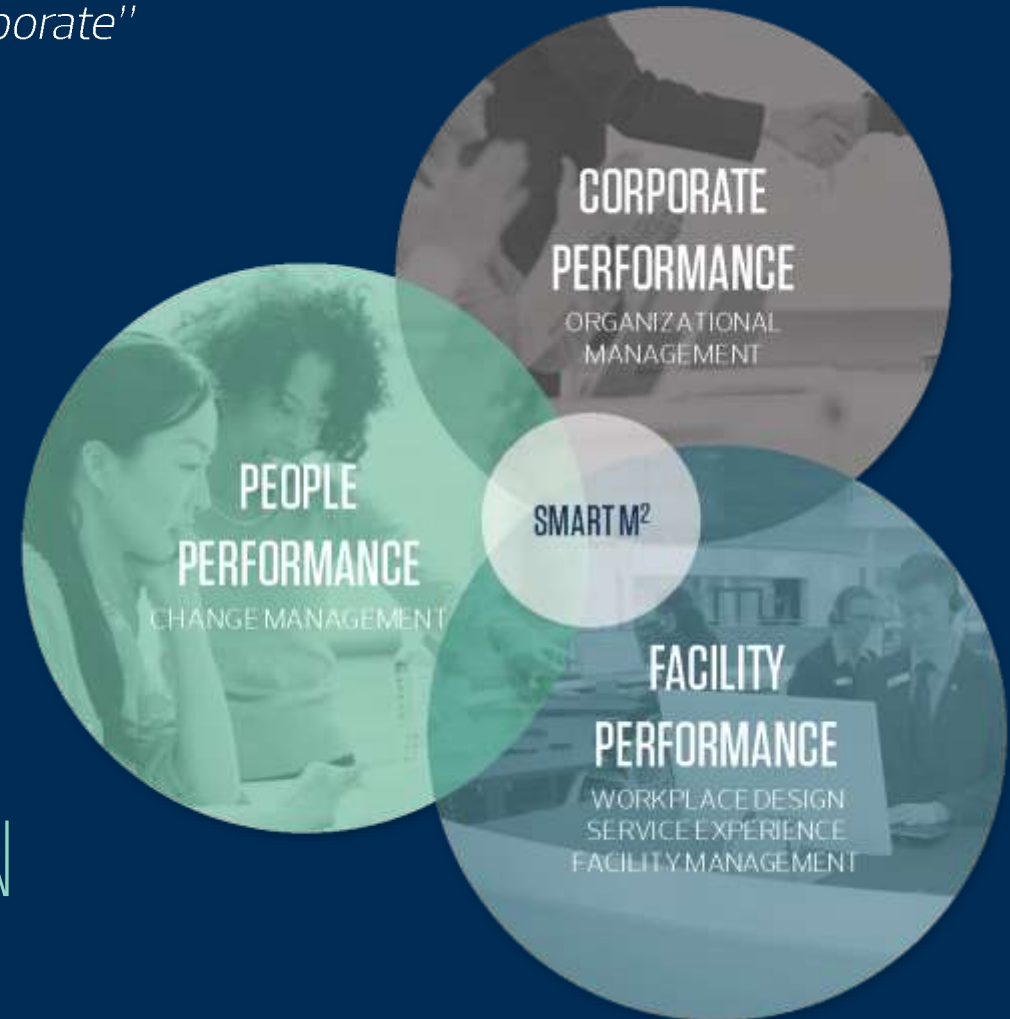 porate"
CORPORATE
PERFORMANCE
ORGANIZATIONAL
MANAGEMENT
PEOPLE
PERFORMANCE
CHANGE MANAGEMENT
SMART M²
FACILITY
PERFORMANCE
WORKPLACE DESIGN
SERVICE EXPERIENCE
FACILITY MANAGEMENT
N